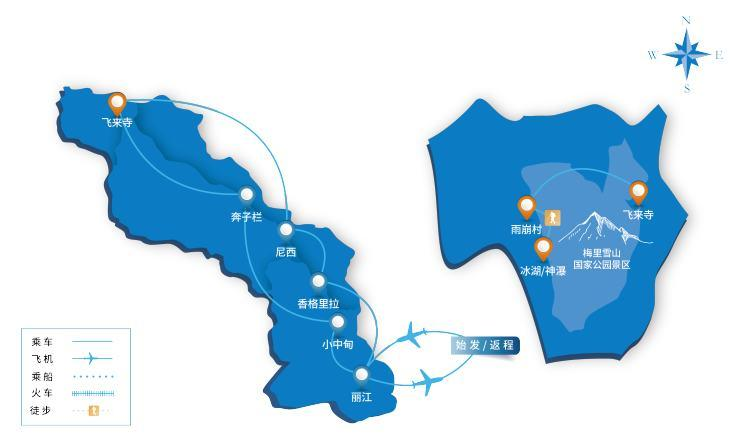 N
W
E
S
飞来寺
奔子栏
尼西
香格里拉
小中甸
丽江
始发/返程
飞来寺
雨崩村
冰湖/神瀑
梅里雪山
国家公园景区
乘车
飞机
乘船
火车
徒步